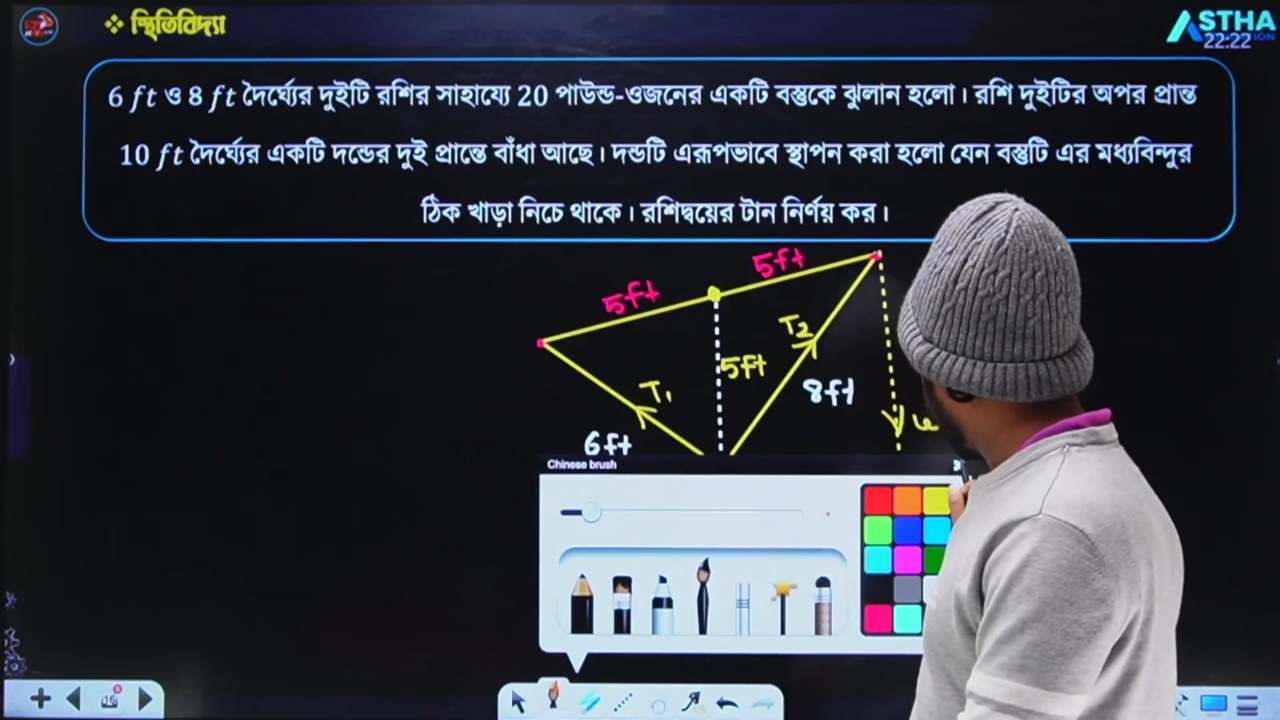 ❖ স্থিতিবিদ্যা
ASTHA
22:22
6 ft ও 8 ft দৈর্ঘ্যের দুইটি রশির সাহায্যে 20 পাউন্ড-ওজনের একটি বস্তুকে ঝুলান হলো। রশি দুইটির অপর প্রান্ত
10 ft দৈর্ঘ্যের একটি দন্ডের দুই প্রান্তে বাঁধা আছে। দন্ডটি এরূপভাবে স্থাপন করা হলো যেন বস্তুটি এর মধ্যবিন্দুর
ঠিক খাড়া নিচে থাকে। রশিদ্বয়ের টান নির্ণয় কর।
5ft
5ft
T₂
5ft
T₁
8ft
6ft
Chinese brush